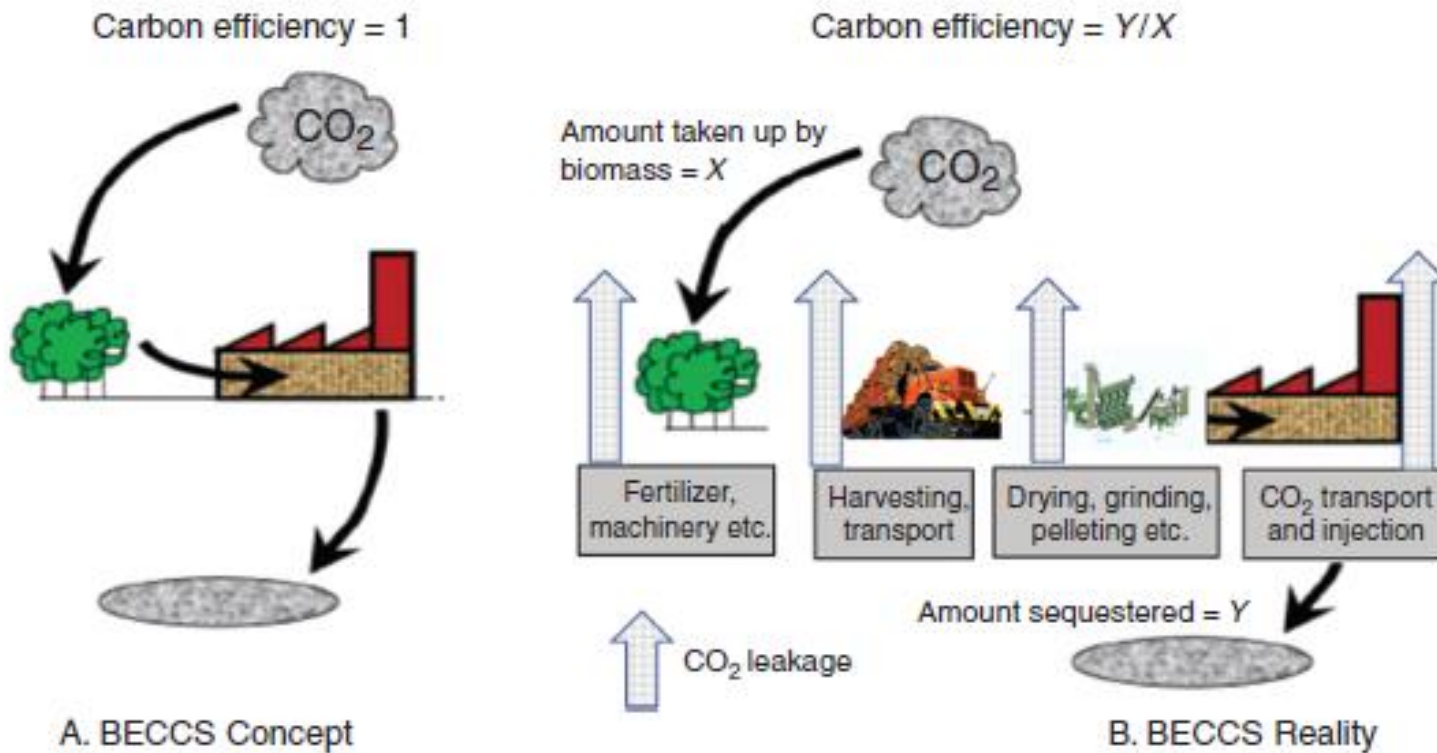 Carbon efficiency = 1
CO₂
A. BECCS Concept
Carbon efficiency = Y/X
Amount taken up by
biomass = X
CO₂
Fertilizer,
machinery etc.
Harvesting,
transport
Drying, grinding,
pelleting etc.
CO₂ transport
and injection
Amount sequestered = Y
CO₂ leakage
B. BECCS Reality